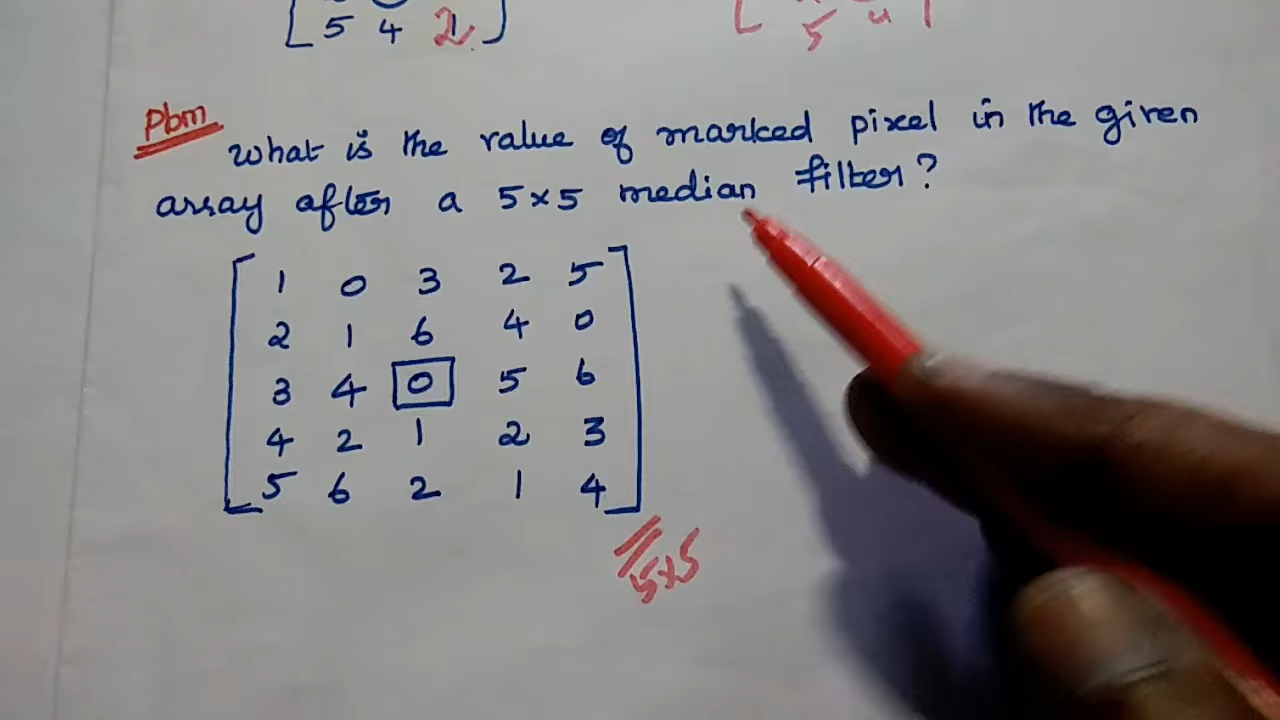 5 4 2
5 4
Pbm
What is the value of marked pixel in the given
array after a 5×5 median filter?
1 0 3 2 5
2 1 6 4 0
3 4 0 5 6
4 2 1 2 3
5 6 2 1 4
5×5